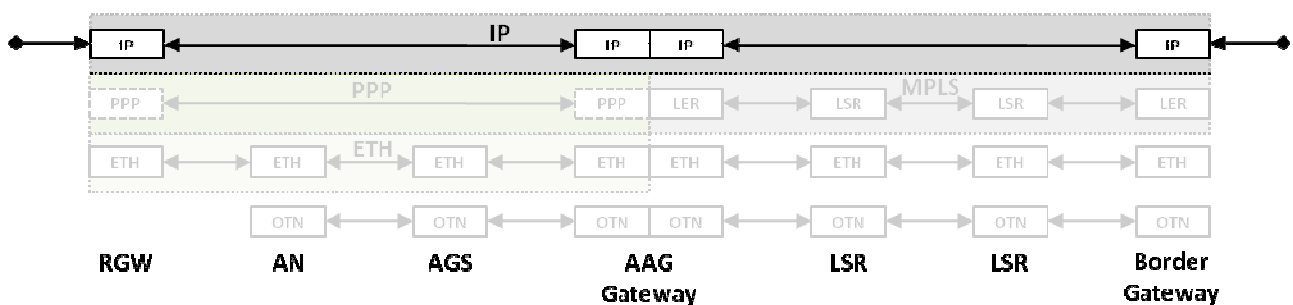 IP
IP IP IP IP
PPP MPLS
PPP PPP LER LSR LSR LER
ETH
ETH ETH ETH ETH ETH ETH ETH ETH
OTN OTN OTN OTN OTN OTN OTN
RGW AN AGS AAG LSR LSR Border
Gateway Gateway